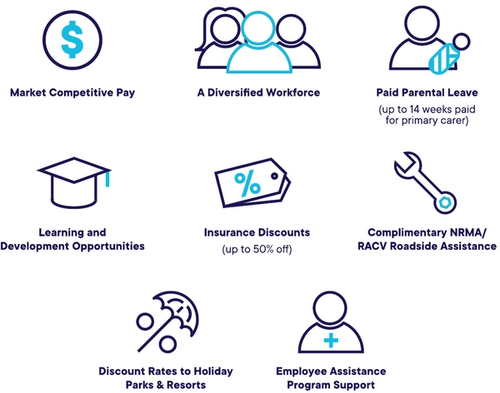 $
Market Competitive Pay
A Diversified Workforce
Paid Parental Leave
(up to 14 weeks paid
for primary carer)
Learning and
Development Opportunities
%
Insurance Discounts
(up to 50% off)
Complimentary NRMA/
RACV Roadside Assistance
Discount Rates to Holiday
Parks & Resorts
Employee Assistance
Program Support